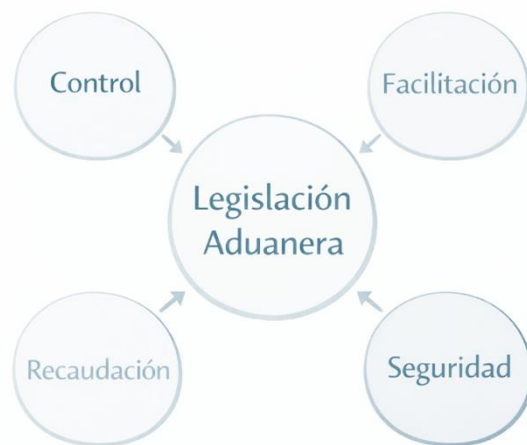 Control
Facilitación
Legislación
Aduanera
Recaudación
Seguridad